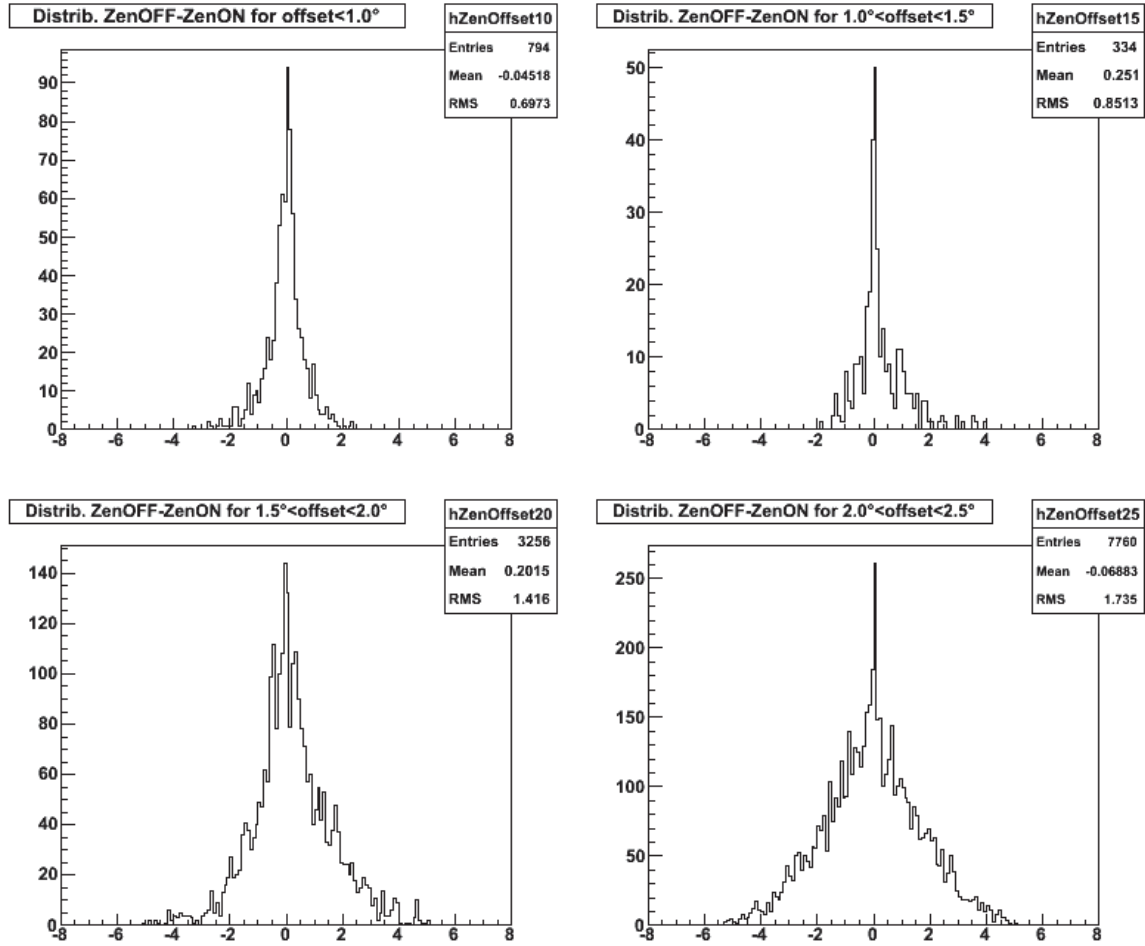 Distrib. ZenOFF-ZenON for offset<1.0°
hZenOffset10
Entries 794
Mean -0.04518
RMS 0.6973
90
80
70
60
50
40
30
20
10
0
-8 -6 -4 -2 0 2 4 6 8
Distrib. ZenOFF-ZenON for 1.0°<offset<1.5°
hZenOffset15
Entries 334
Mean 0.251
RMS 0.8513
50
40
30
20
10
0
-8 -6 -4 -2 0 2 4 6 8
Distrib. ZenOFF-ZenON for 1.5°<offset<2.0°
hZenOffset20
Entries 3256
Mean 0.2015
RMS 1.416
140
120
100
80
60
40
20
0
-8 -6 -4 -2 0 2 4 6 8
Distrib. ZenOFF-ZenON for 2.0°<offset<2.5°
hZenOffset25
Entries 7760
Mean -0.06883
RMS 1.735
250
200
150
100
50
0
-8 -6 -4 -2 0 2 4 6 8